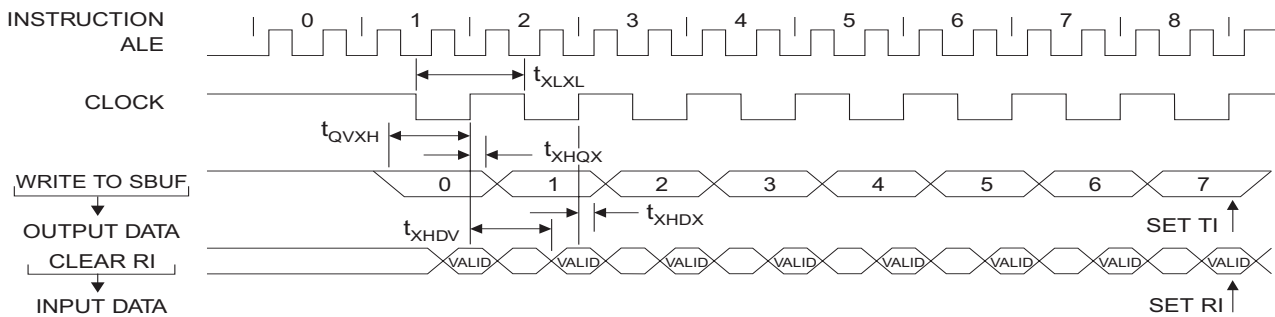 INSTRUCTION 0 1 2 3 4 5 6 7 8
ALE
tXLXL
CLOCK
tQVXH
tXHQX
WRITE TO SBUF 0 1 2 3 4 5 6 7
tXHDX
OUTPUT DATA
SET TI
tXHDV
CLEAR RI VALID VALID VALID VALID VALID VALID VALID VALID
INPUT DATA
SET RI